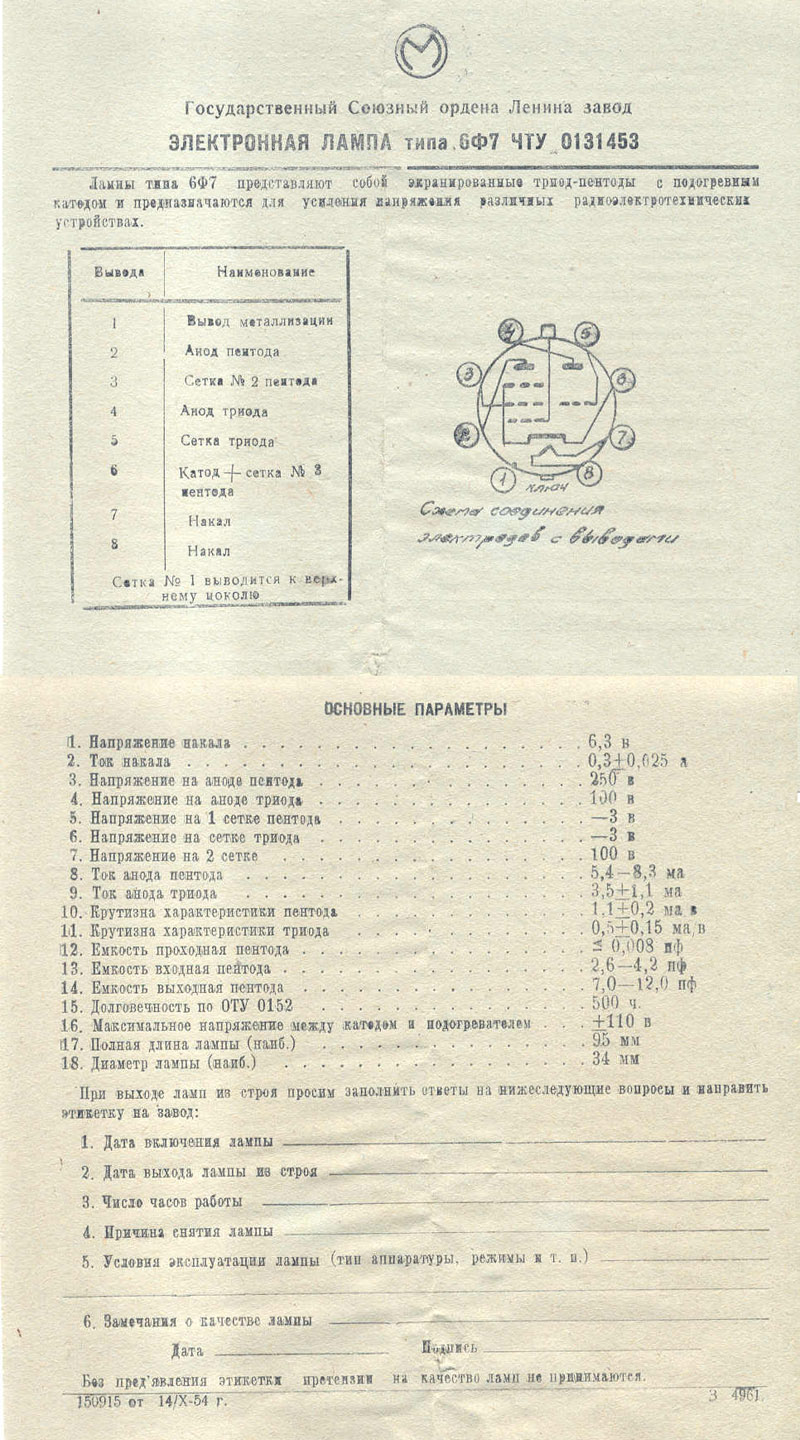 Государственный Союзный ордена Ленина завод
ЭЛЕКТРОННАЯ ЛАМПА типа 6Ф7 ЧТУ 0131453
Лампы типа 6Ф7 представляют собой экранированные триод-пентоды с подогревным
катодом и предназначаются для усиления напряжения различных радиоэлектротехнических
устройствах.
Вывода Наименование
1 Вывод металлизации
2 Анод пентода
3 Сетка № 2 пентода
4 Анод триода
5 Сетка триода
6 Катод + сетка № 3
пентода
7 Накал
8 Накал
Сетка № 1 выводится к верх-
нему цоколю
4 5
3 6
2 7
1 8
ключ
Схема соединения
электродов с выводами
ОСНОВНЫЕ ПАРАМЕТРЫ
1. Напряжение накала . . . 6,3 в
2. Ток накала . . . 0,3±0,025 а
3. Напряжение на аноде пентода . . . 250 в
4. Напряжение на аноде триода . . . 100 в
5. Напряжение на 1 сетке пентода . . . —3 в
6. Напряжение на сетке триода . . . —3 в
7. Напряжение на 2 сетке . . . 100 в
8. Ток анода пентода . . . 5,4—8,3 ма
9. Ток анода триода . . . 3,5±1,1 ма
10. Крутизна характеристики пентода . . . 1,1±0,2 ма в
11. Крутизна характеристики триода . . . 0,5±0,15 ма/в
12. Емкость проходная пентода . . . ≤ 0,008 пф
13. Емкость входная пентода . . . 2,6—4,2 пф
14. Емкость выходная пентода . . . 7,0—12,0 пф
15. Долговечность по ОТУ 0152 . . . 500 ч.
16. Максимальное напряжение между катодом и подогревателем . . . ±110 в
17. Полная длина лампы (наиб.) . . . 95 мм
18. Диаметр лампы (наиб.) . . . 34 мм
При выходе ламп из строя просим заполнить ответы на нижеследующие вопросы и направить
этикетку на завод:
1. Дата включения лампы
2. Дата выхода лампы из строя
3. Число часов работы
4. Причина снятия лампы
5. Условия эксплуатации лампы (тип аппаратуры, режимы и т. п.)
6. Замечания о качестве лампы
Дата Подпись
Без пред'явления этикетки претензии на качество ламп не принимаются.
150915 от 14/X-54 г. З 4961.